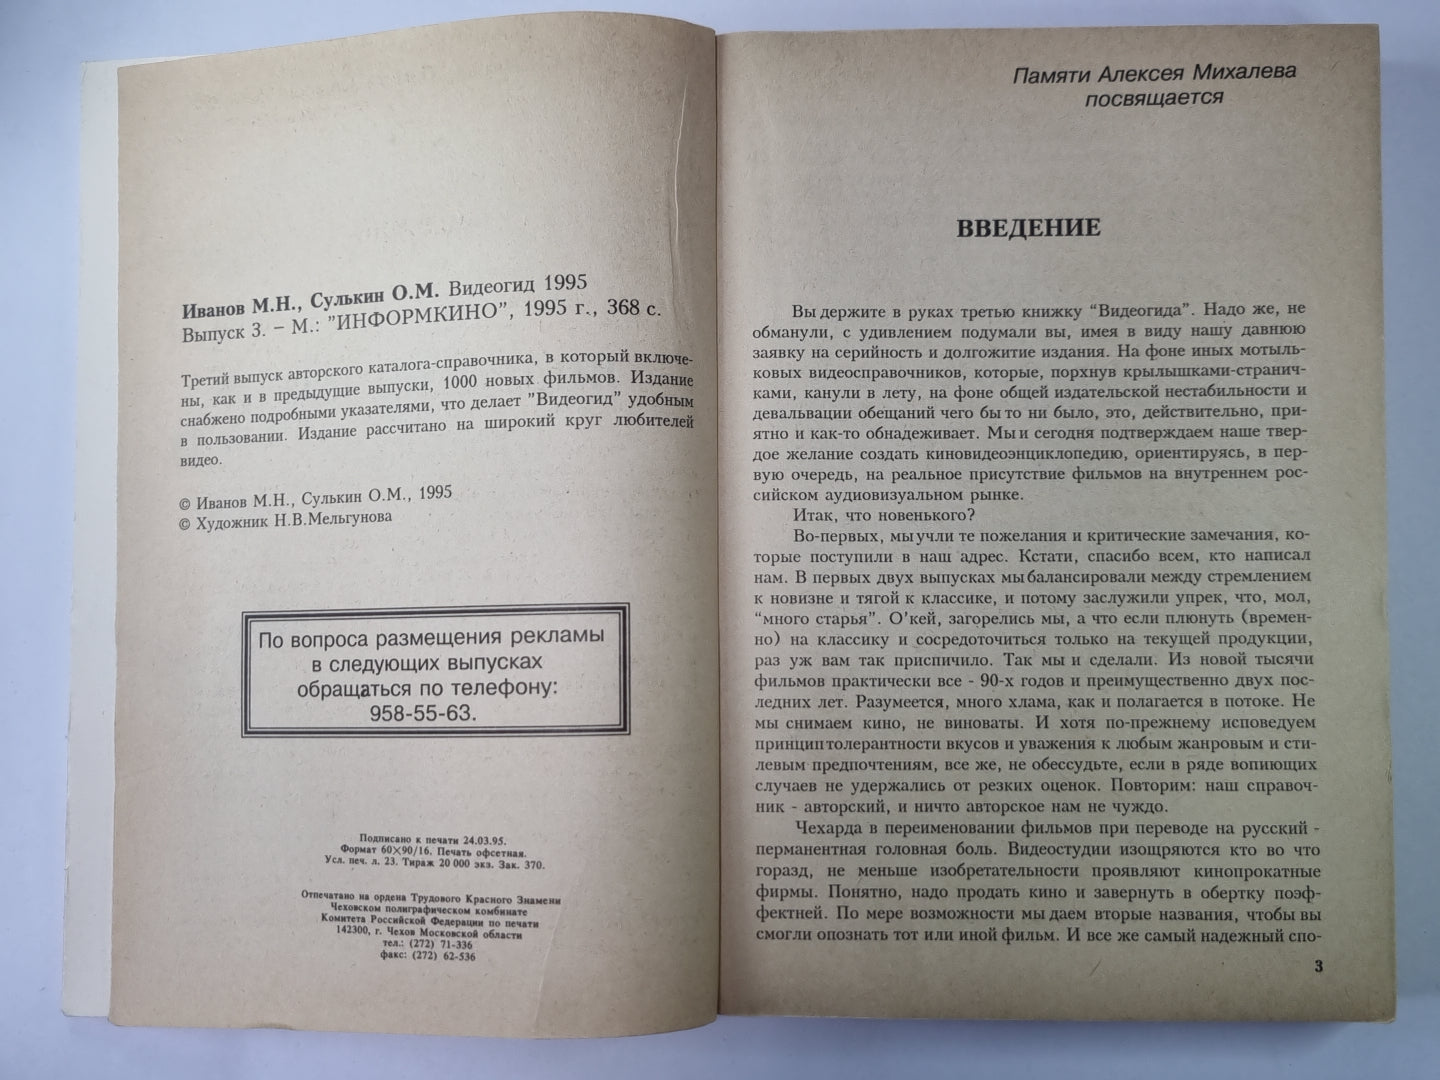 Иванов М.Н., Сулькин О.М. Видеогид 1995
Выпуск 3. – М.: "ИНФОРМКИНО", 1995 г., 368 с.
Третий выпуск авторского каталога-справочника, в который включе-
ны, как и в предыдущие выпуски, 1000 новых фильмов. Издание
снабжено подробными указателями, что делает "Видеогид" удобным
в пользовании. Издание рассчитано на широкий круг любителей
видео.
© Иванов М.Н., Сулькин О.М., 1995
© Художник Н.В.Мельгунова
По вопроса размещения рекламы
в следующих выпусках
обращаться по телефону:
958-55-63.
Подписано к печати 24.03.95.
Формат 60X90/16. Печать офсетная.
Усл. печ. л. 23. Тираж 20 000 экз. Зак. 370.
Отпечатано на ордена Трудового Красного Знамени
Чеховском полиграфическом комбинате
Комитета Российской Федерации по печати
142300, г. Чехов Московской области
тел.: (272) 71-336
факс: (272) 62-536
Памяти Алексея Михалева
посвящается
ВВЕДЕНИЕ
Вы держите в руках третью книжку "Видеогида". Надо же, не
обманули, с удивлением подумали вы, имея в виду нашу давнюю
заявку на серийность и долгожитие издания. На фоне иных мотыль-
ковых видеосправочников, которые, порхнув крылышками-странич-
ками, канули в лету, на фоне общей издательской нестабильности и
девальвации обещаний чего бы то ни было, это, действительно, при-
ятно и как-то обнадеживает. Мы и сегодня подтверждаем наше твер-
дое желание создать киновидеоэнциклопедию, ориентируясь, в пер-
вую очередь, на реальное присутствие фильмов на внутреннем рос-
сийском аудиовизуальном рынке.
Итак, что новенького?
Во-первых, мы учли те пожелания и критические замечания, ко-
торые поступили в наш адрес. Кстати, спасибо всем, кто написал
нам. В первых двух выпусках мы балансировали между стремлением
к новизне и тягой к классике, и потому заслужили упрек, что, мол,
"много старья". О'кей, загорелись мы, а что если плюнуть (времен-
но) на классику и сосредоточиться только на текущей продукции,
раз уж вам так приспичило. Так мы и сделали. Из новой тысячи
фильмов практически все - 90-х годов и преимущественно двух пос-
ледних лет. Разумеется, много хлама, как и полагается в потоке. Не
мы снимаем кино, не виноваты. И хотя по-прежнему исповедуем
принцип толерантности вкусов и уважения к любым жанровым и сти-
левым предпочтениям, все же, не обессудьте, если в ряде вопиющих
случаев не удержались от резких оценок. Повторим: наш справоч-
ник - авторский, и ничто авторское нам не чуждо.
Чехарда в переименовании фильмов при переводе на русский -
перманентная головная боль. Видеостудии изощряются кто во что
горазд, не меньше изобретательности проявляют кинопрокатные
фирмы. Понятно, надо продать кино и завернуть в обертку поэф-
фектней. По мере возможности мы даем вторые названия, чтобы вы
смогли опознать тот или иной фильм. И все же самый надежный спо-
3